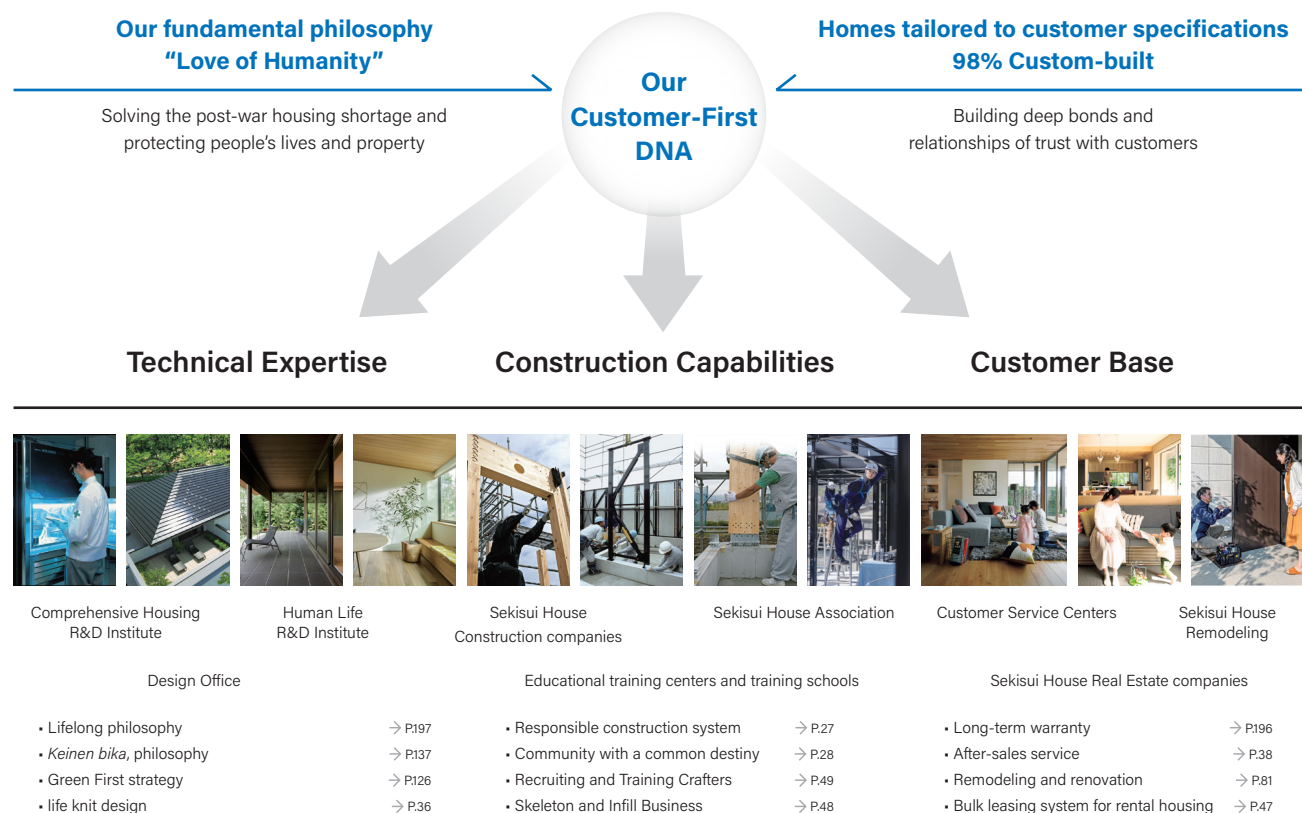 Our fundamental philosophy
“Love of Humanity”
Solving the post-war housing shortage and
protecting people’s lives and property
Our
Customer-First
DNA
Homes tailored to customer specifications
98% Custom-built
Building deep bonds and
relationships of trust with customers
Technical Expertise
Construction Capabilities
Customer Base
Comprehensive Housing
R&D Institute
Human Life
R&D Institute
Sekisui House
Construction companies
Sekisui House Association
Customer Service Centers
Sekisui House
Remodeling
Design Office
Educational training centers and training schools
Sekisui House Real Estate companies
▪ Lifelong philosophy → P.197
▪ Keinen bika, philosophy → P.137
▪ Green First strategy → P.126
▪ life knit design → P.36
▪ Responsible construction system → P.27
▪ Community with a common destiny → P.28
▪ Recruiting and Training Crafters → P.49
▪ Skeleton and Infill Business → P.48
▪ Long-term warranty → P.196
▪ After-sales service → P.38
▪ Remodeling and renovation → P.81
▪ Bulk leasing system for rental housing → P.47